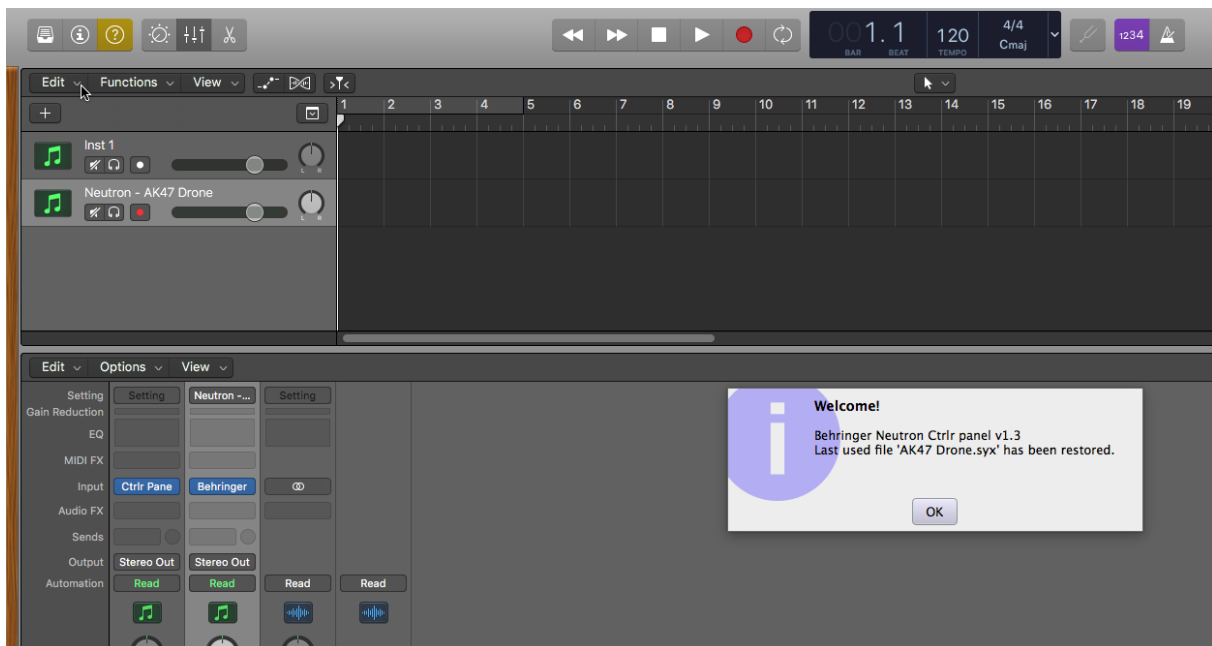 001. 1
BAR BEAT
120
TEMPO
4/4
Cmaj
1234
Edit Functions View
1 2 3 4 5 6 7 8 9 10 11 12 13 14 15 16 17 18 19
Inst 1
L R
Neutron - AK47 Drone
L R
Edit Options View
Setting Setting Neutron -... Setting
Gain Reduction
EQ
MIDI FX
Input Ctrlr Pane Behringer
Audio FX
Sends
Output Stereo Out Stereo Out
Automation Read Read Read Read
i
Welcome!
Behringer Neutron Ctrlr panel v1.3
Last used file 'AK47 Drone.syx' has been restored.
OK